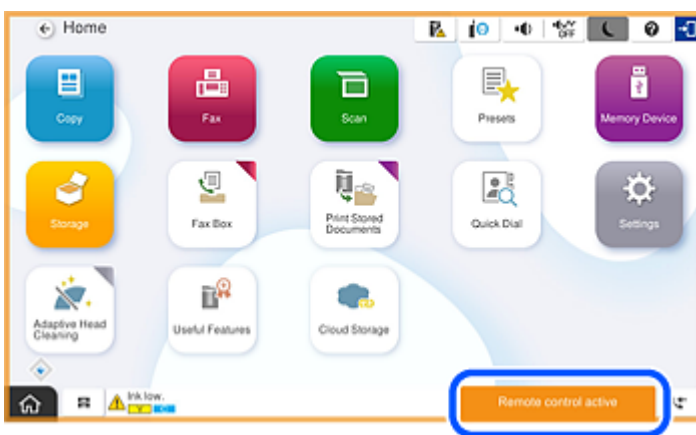 Home
OFF
Copy
Fax
Scan
Presets
Memory Device
Storage
Fax Box
Print Stored
Documents
Quick Dial
Settings
Adaptive Head
Cleaning
Useful Features
Cloud Storage
Ink low.
Y C
Remote control active